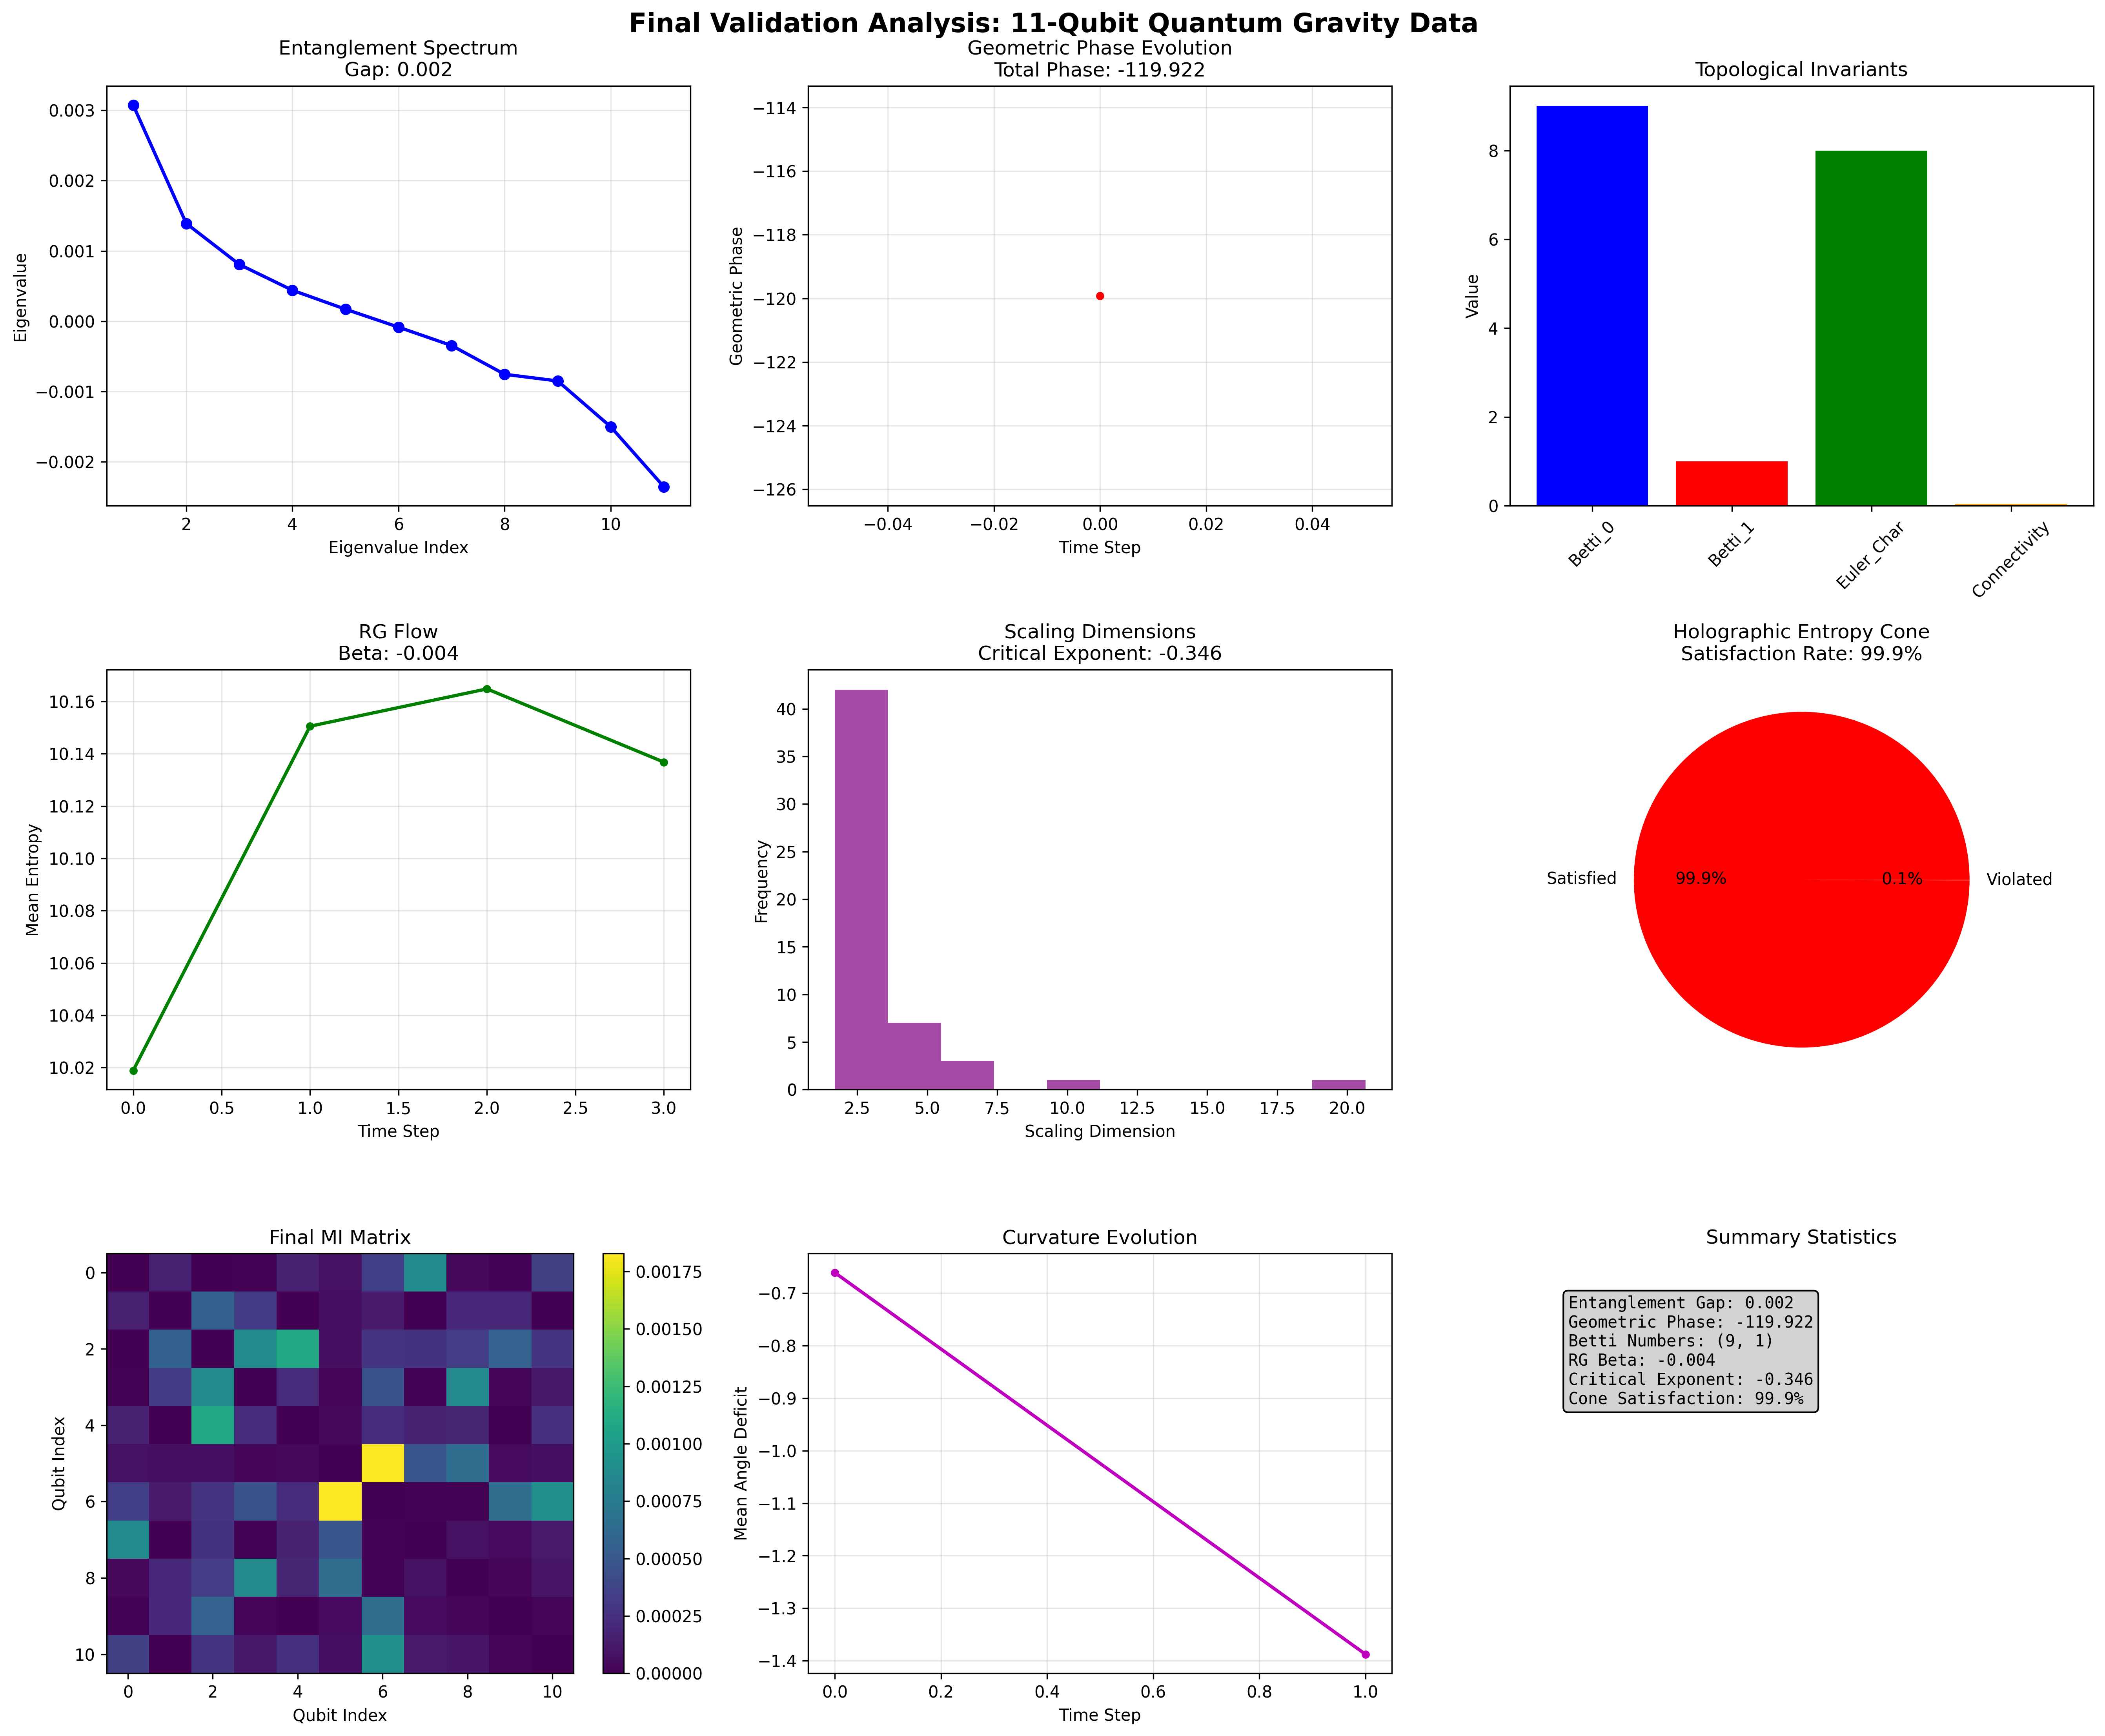 Final Validation Analysis: 11-Qubit Quantum Gravity Data
Entanglement Spectrum
Gap: 0.002
0.003
0.002
0.001
0.000
−0.001
−0.002
Eigenvalue
2
4
6
8
10
Eigenvalue Index
Geometric Phase Evolution
Total Phase: -119.922
−114
−116
−118
−120
−122
−124
−126
Geometric Phase
−0.04
−0.02
0.00
0.02
0.04
Time Step
Topological Invariants
8
6
4
2
0
Value
Betti_0
Betti_1
Euler_Char
Connectivity
RG Flow
Beta: -0.004
10.16
10.14
10.12
10.10
10.08
10.06
10.04
10.02
Mean Entropy
0.0
0.5
1.0
1.5
2.0
2.5
3.0
Time Step
Scaling Dimensions
Critical Exponent: -0.346
40
35
30
25
20
15
10
5
0
Frequency
2.5
5.0
7.5
10.0
12.5
15.0
17.5
20.0
Scaling Dimension
Holographic Entropy Cone
Satisfaction Rate: 99.9%
Satisfied
99.9%
0.1%
Violated
Final MI Matrix
0
2
4
6
8
10
Qubit Index
0
2
4
6
8
10
Qubit Index
0.00175
0.00150
0.00125
0.00100
0.00075
0.00050
0.00025
0.00000
Curvature Evolution
−0.7
−0.8
−0.9
−1.0
−1.1
−1.2
−1.3
−1.4
Mean Angle Deficit
0.0
0.2
0.4
0.6
0.8
1.0
Time Step
Summary Statistics
Entanglement Gap: 0.002
Geometric Phase: -119.922
Betti Numbers: (9, 1)
RG Beta: -0.004
Critical Exponent: -0.346
Cone Satisfaction: 99.9%